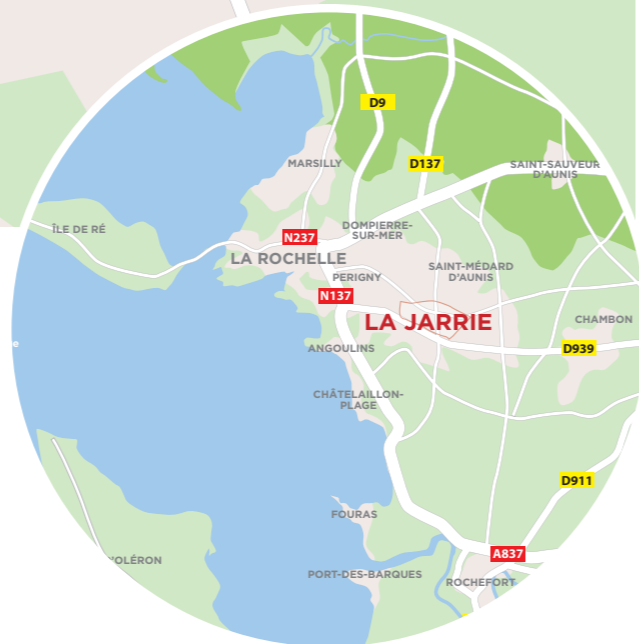 D9
MARSILLY
D137
SAINT-SAUVEUR
D'AUNIS
ÎLE DE RÉ
N237
DOMPIERRE-
SUR-MER
LA ROCHELLE
PERIGNY
SAINT-MÉDARD
D'AUNIS
N137
LA JARRIE
CHAMBON
ANGOULINS
D939
CHÂTELAILLON-
PLAGE
D911
FOURAS
A837
'OLÉRON
PORT-DES-BARQUES
ROCHEFORT